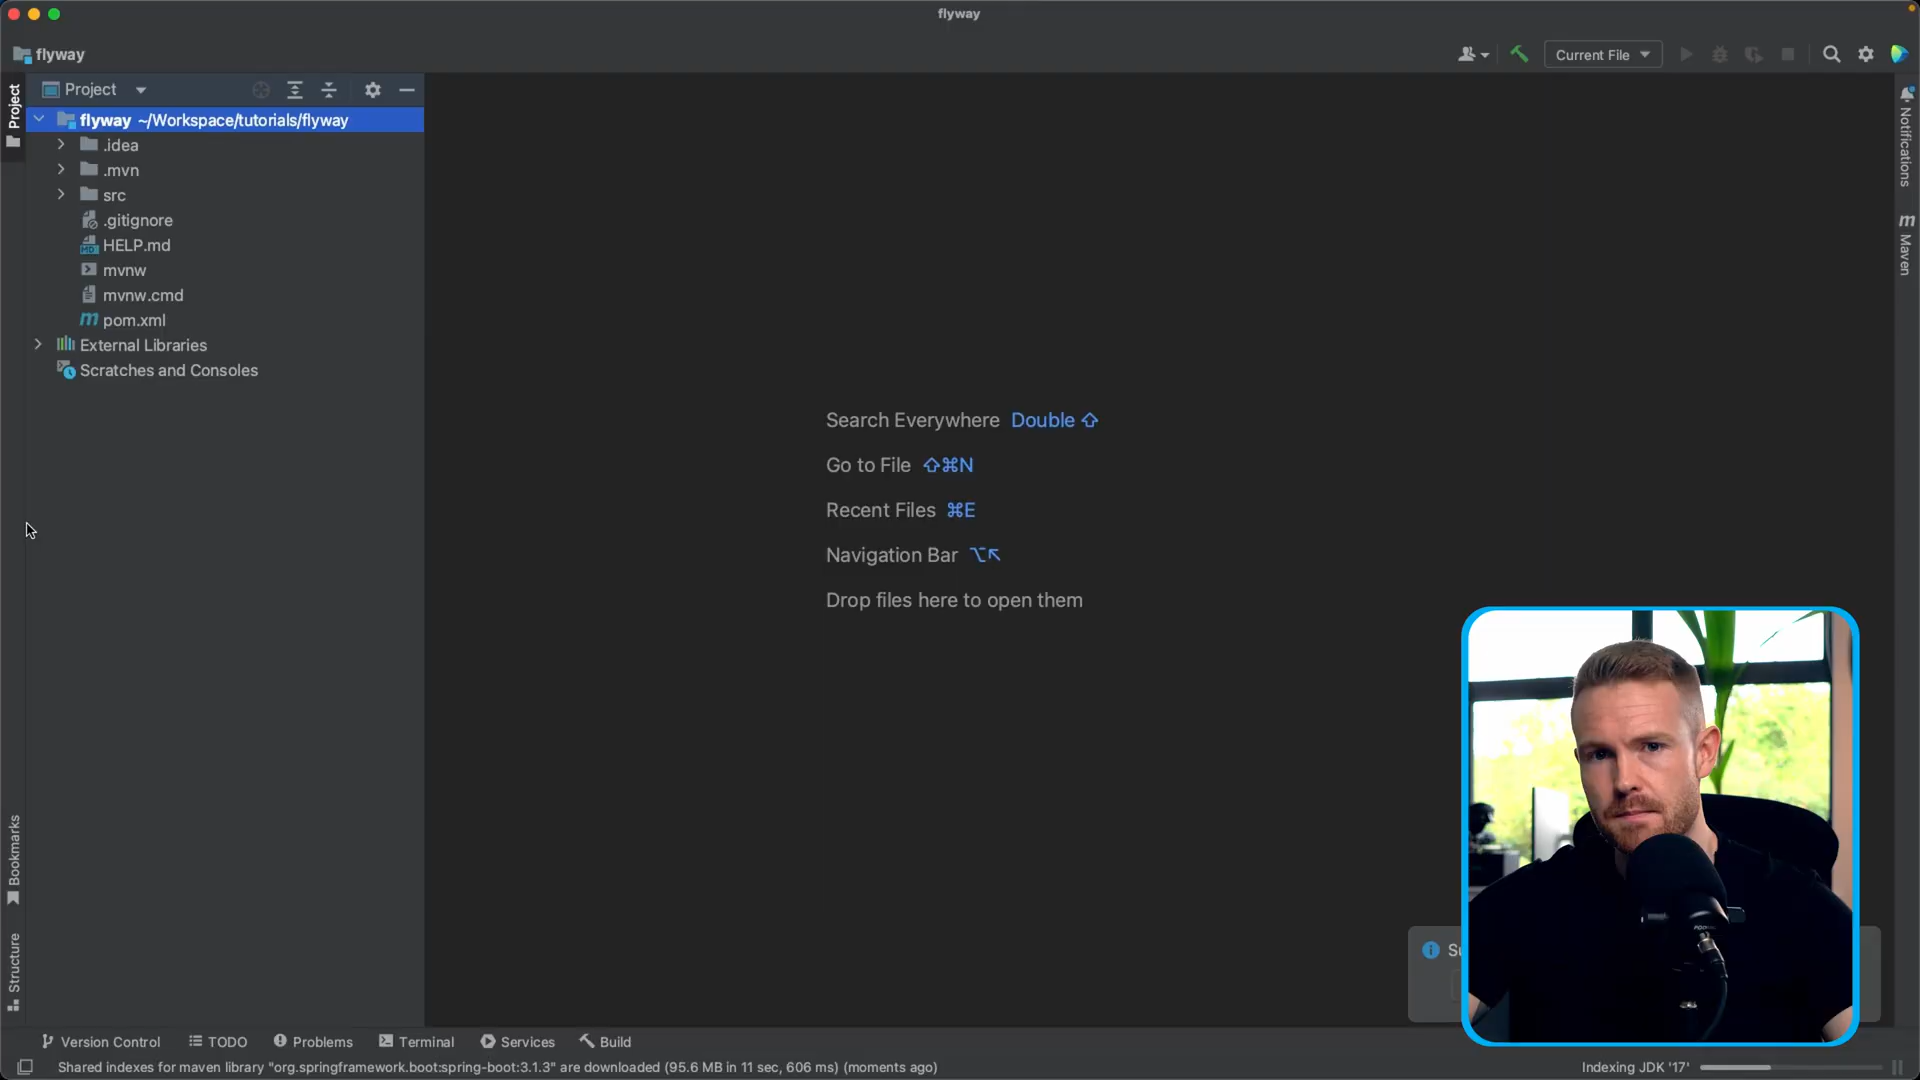 flyway
flyway
Current File
Project
Project
flyway ~/Workspace/tutorials/flyway
.idea
.mvn
src
.gitignore
HELP.md
mvnw
mvnw.cmd
pom.xml
External Libraries
Scratches and Consoles
Search Everywhere Double ⇧
Go to File ⇧⌘N
Recent Files ⌘E
Navigation Bar ⌥↖
Drop files here to open them
Notifications
Maven
Bookmarks
Structure
Version Control
TODO
Problems
Terminal
Services
Build
Shared indexes for maven library "org.springframework.boot:spring-boot:3.1.3" are downloaded (95.6 MB in 11 sec, 606 ms) (moments ago)
Indexing JDK '17'